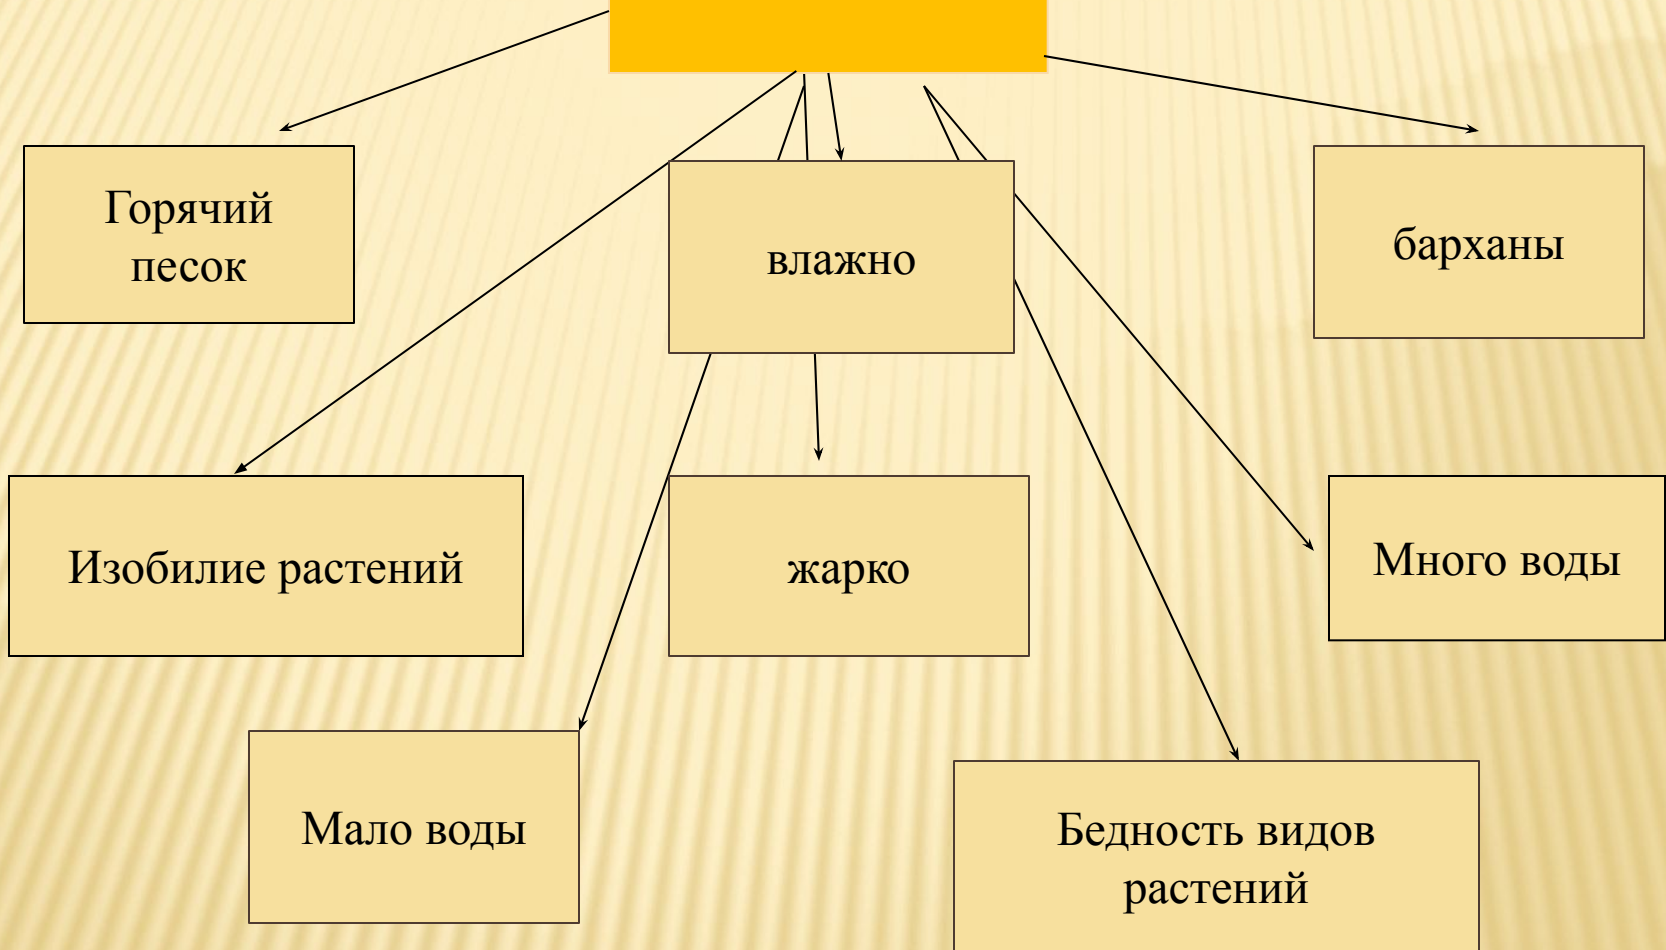 Горячий
песок
влажно
барханы
Изобилие растений
жарко
Много воды
Мало воды
Бедность видов
растений